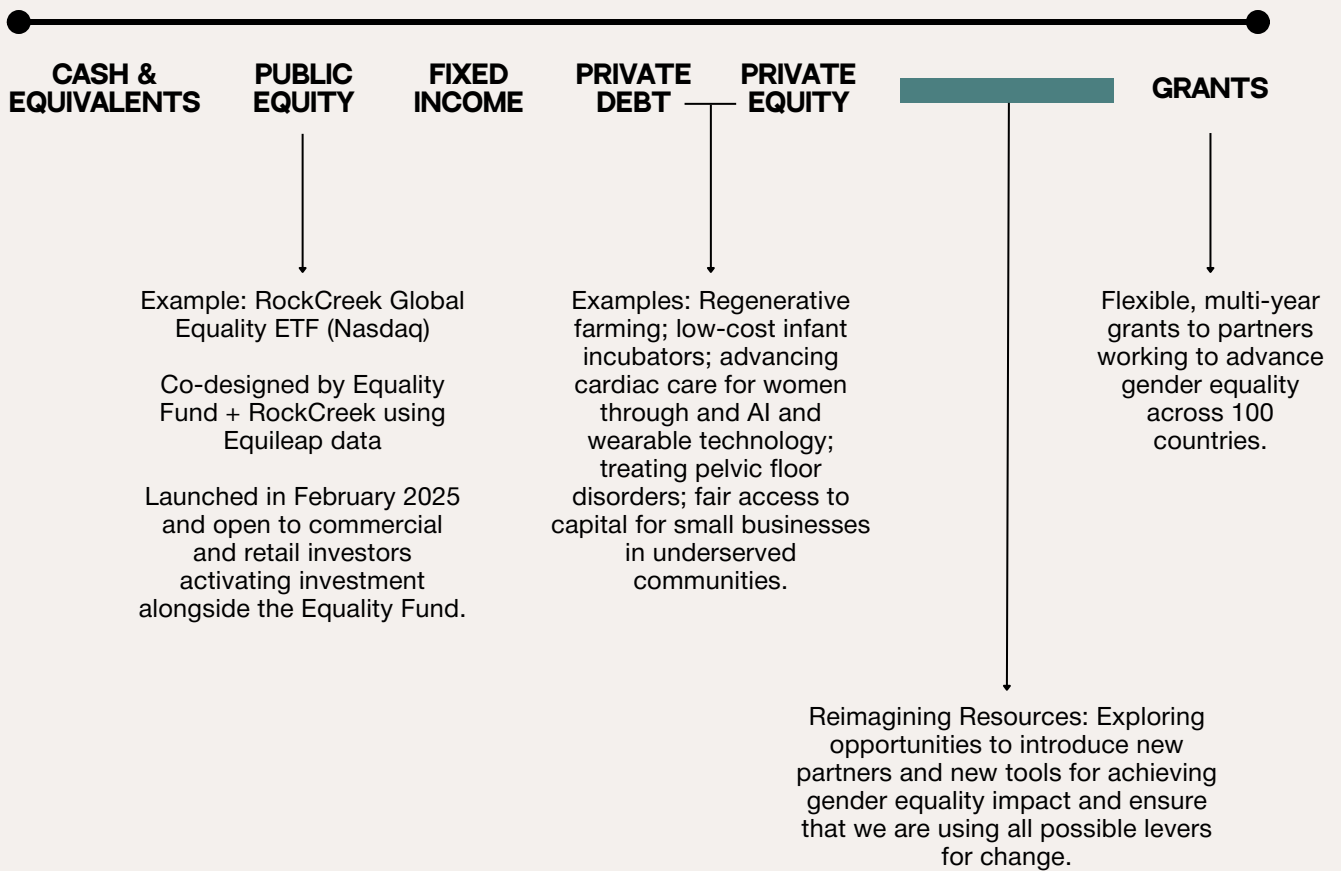 CASH &
EQUIVALENTS
PUBLIC
EQUITY
FIXED
INCOME
PRIVATE
DEBT
PRIVATE
EQUITY
GRANTS
Example: RockCreek Global
Equality ETF (Nasdaq)
Co-designed by Equality
Fund + RockCreek using
Equileap data
Launched in February 2025
and open to commercial
and retail investors
activating investment
alongside the Equality Fund.
Examples: Regenerative
farming; low-cost infant
incubators; advancing
cardiac care for women
through and AI and
wearable technology;
treating pelvic floor
disorders; fair access to
capital for small businesses
in underserved
communities.
Flexible, multi-year
grants to partners
working to advance
gender equality
across 100
countries.
Reimagining Resources: Exploring
opportunities to introduce new
partners and new tools for achieving
gender equality impact and ensure
that we are using all possible levers
for change.